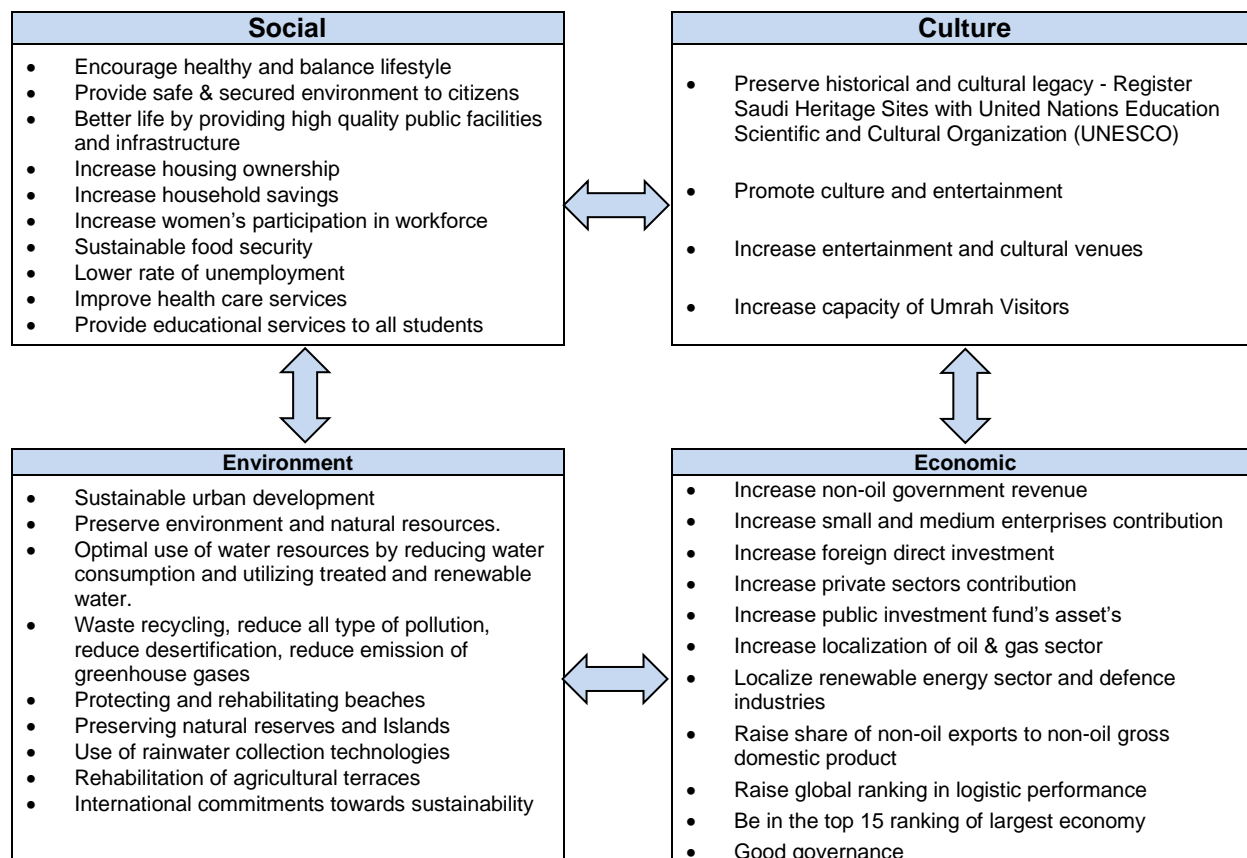 Social
• Encourage healthy and balance lifestyle
• Provide safe & secured environment to citizens
• Better life by providing high quality public facilities
and infrastructure
• Increase housing ownership
• Increase household savings
• Increase women's participation in workforce
• Sustainable food security
• Lower rate of unemployment
• Improve health care services
• Provide educational services to all students
Culture
• Preserve historical and cultural legacy - Register
Saudi Heritage Sites with United Nations Education
Scientific and Cultural Organization (UNESCO)
• Promote culture and entertainment
• Increase entertainment and cultural venues
• Increase capacity of Umrah Visitors
Environment
• Sustainable urban development
• Preserve environment and natural resources.
• Optimal use of water resources by reducing water
consumption and utilizing treated and renewable
water.
• Waste recycling, reduce all type of pollution,
reduce desertification, reduce emission of
greenhouse gases
• Protecting and rehabilitating beaches
• Preserving natural reserves and Islands
• Use of rainwater collection technologies
• Rehabilitation of agricultural terraces
• International commitments towards sustainability
Economic
• Increase non-oil government revenue
• Increase small and medium enterprises contribution
• Increase foreign direct investment
• Increase private sectors contribution
• Increase public investment fund's asset's
• Increase localization of oil & gas sector
• Localize renewable energy sector and defence
industries
• Raise share of non-oil exports to non-oil gross
domestic product
• Raise global ranking in logistic performance
• Be in the top 15 ranking of largest economy
• Good governance